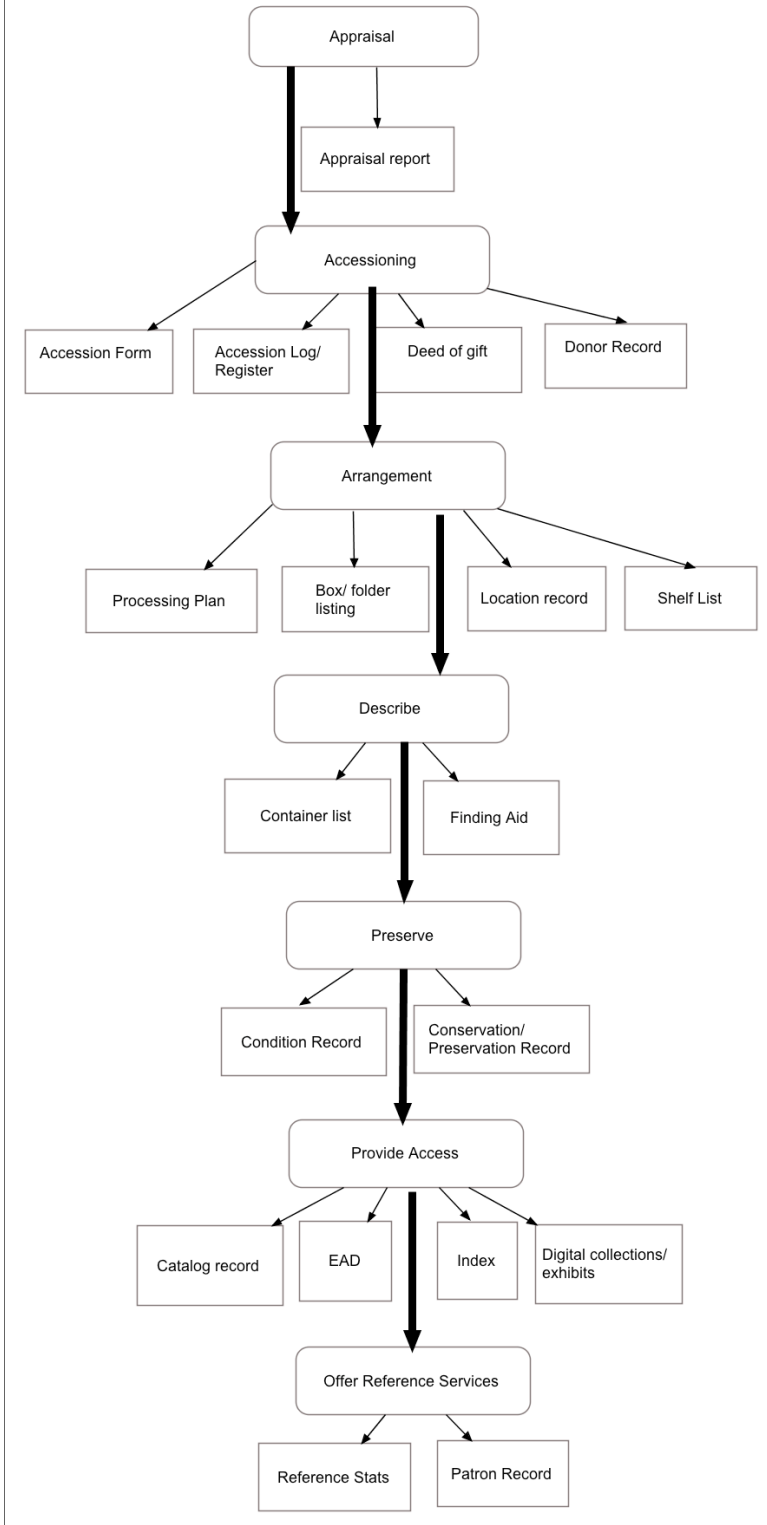 Appraisal
Appraisal report
Accessioning
Accession Form
Accession Log/
Register
Deed of gift
Donor Record
Arrangement
Processing Plan
Box/ folder
listing
Location record
Shelf List
Describe
Container list
Finding Aid
Preserve
Condition Record
Conservation/
Preservation Record
Provide Access
Catalog record
EAD
Index
Digital collections/
exhibits
Offer Reference Services
Reference Stats
Patron Record